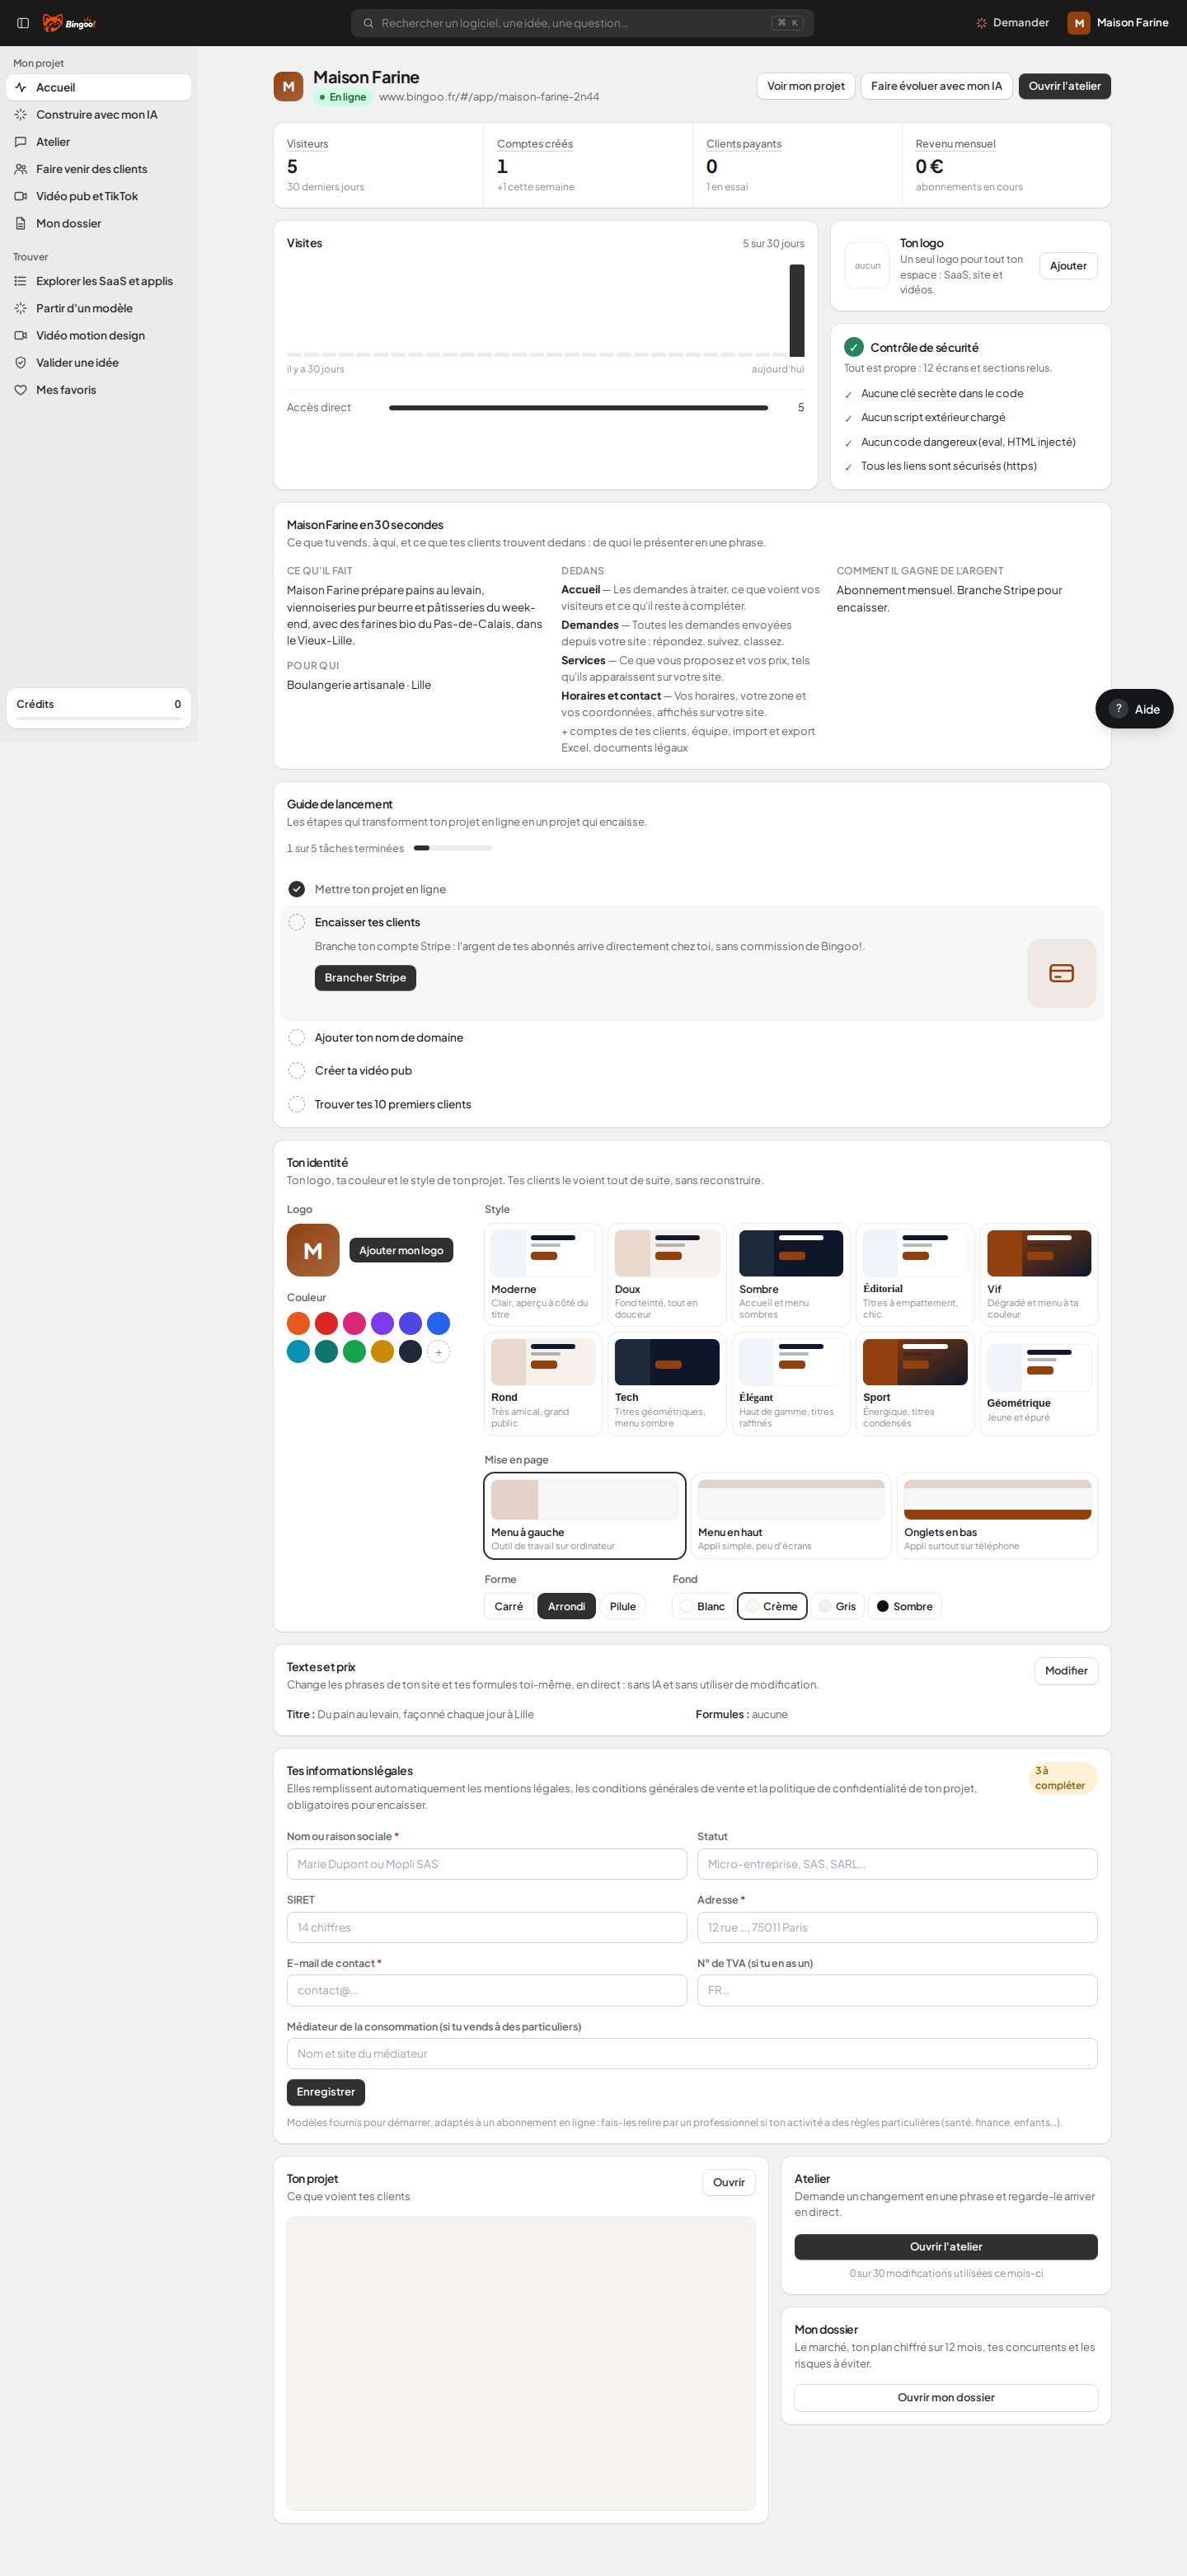 Bingoo!
Rechercher un logiciel, une idée, une question...
⌘ K
Demander
M
Maison Farine
Mon projet
Accueil
Construire avec mon IA
Atelier
Faire venir des clients
Vidéo pub et TikTok
Mon dossier
Trouver
Explorer les SaaS et applis
Partir d'un modèle
Vidéo motion design
Valider une idée
Mes favoris
Crédits
0
M
Maison Farine
En ligne
www.bingoo.fr/#/app/maison-farine-2n44
Voir mon projet
Faire évoluer avec mon IA
Ouvrir l'atelier
Visiteurs
5
30 derniers jours
Comptes créés
1
+1 cette semaine
Clients payants
0
1 en essai
Revenu mensuel
0 €
abonnements en cours
Visites
5 sur 30 jours
il y a 30 jours
aujourd'hui
Accès direct
5
aucun
Ton logo
Un seul logo pour tout ton
espace : SaaS, site et
vidéos.
Ajouter
Contrôle de sécurité
Tout est propre : 12 écrans et sections relus.
Aucune clé secrète dans le code
Aucun script extérieur chargé
Aucun code dangereux (eval, HTML injecté)
Tous les liens sont sécurisés (https)
Maison Farine en 30 secondes
Ce que tu vends, à qui, et ce que tes clients trouvent dedans : de quoi le présenter en une phrase.
CE QU'IL FAIT
Maison Farine prépare pains au levain,
viennoiseries pur beurre et pâtisseries du week-
end, avec des farines bio du Pas-de-Calais, dans
le Vieux-Lille.
POUR QUI
Boulangerie artisanale · Lille
DEDANS
Accueil — Les demandes à traiter, ce que voient vos
visiteurs et ce qu'il reste à compléter.
Demandes — Toutes les demandes envoyées
depuis votre site : répondez, suivez, classez.
Services — Ce que vous proposez et vos prix, tels
qu'ils apparaissent sur votre site.
Horaires et contact — Vos horaires, votre zone et
vos coordonnées, affichés sur votre site.
+ comptes de tes clients, équipe, import et export
Excel, documents légaux
COMMENT IL GAGNE DE L'ARGENT
Abonnement mensuel. Branche Stripe pour
encaisser.
? Aide
Guide de lancement
Les étapes qui transforment ton projet en ligne en un projet qui encaisse.
1 sur 5 tâches terminées
Mettre ton projet en ligne
Encaisser tes clients
Branche ton compte Stripe : l'argent de tes abonnés arrive directement chez toi, sans commission de Bingoo!.
Brancher Stripe
Ajouter ton nom de domaine
Créer ta vidéo pub
Trouver tes 10 premiers clients
Ton identité
Ton logo, ta couleur et le style de ton projet. Tes clients le voient tout de suite, sans reconstruire.
Logo
M
Ajouter mon logo
Couleur
+
Style
Moderne
Clair, aperçu à côté du
titre
Doux
Fond teinté, tout en
douceur
Sombre
Accueil et menu
sombres
Éditorial
Titres à empattement,
chic
Vif
Dégradé et menu à ta
couleur
Rond
Très amical, grand
public
Tech
Titres géométriques,
menu sombre
Élégant
Haut de gamme, titres
raffinés
Sport
Énergique, titres
condensés
Géométrique
Jeune et épuré
Mise en page
Menu à gauche
Outil de travail sur ordinateur
Menu en haut
Appli simple, peu d'écrans
Onglets en bas
Appli surtout sur téléphone
Forme
Carré
Arrondi
Pilule
Fond
Blanc
Crème
Gris
Sombre
Textes et prix
Change les phrases de ton site et tes formules toi-même, en direct : sans IA et sans utiliser de modification.
Modifier
Titre : Du pain au levain, façonné chaque jour à Lille
Formules : aucune
Tes informations légales
Elles remplissent automatiquement les mentions légales, les conditions générales de vente et la politique de confidentialité de ton projet,
obligatoires pour encaisser.
3 à
compléter
Nom ou raison sociale *
Marie Dupont ou Mopli SAS
Statut
Micro-entreprise, SAS, SARL...
SIRET
14 chiffres
Adresse *
12 rue ..., 75011 Paris
E-mail de contact *
contact@...
N° de TVA (si tu en as un)
FR...
Médiateur de la consommation (si tu vends à des particuliers)
Nom et site du médiateur
Enregistrer
Modèles fournis pour démarrer, adaptés à un abonnement en ligne : fais-les relire par un professionnel si ton activité a des règles particulières (santé, finance, enfants...).
Ton projet
Ce que voient tes clients
Ouvrir
Atelier
Demande un changement en une phrase et regarde-le arriver
en direct.
Ouvrir l'atelier
0 sur 30 modifications utilisées ce mois-ci
Mon dossier
Le marché, ton plan chiffré sur 12 mois, tes concurrents et les
risques à éviter.
Ouvrir mon dossier